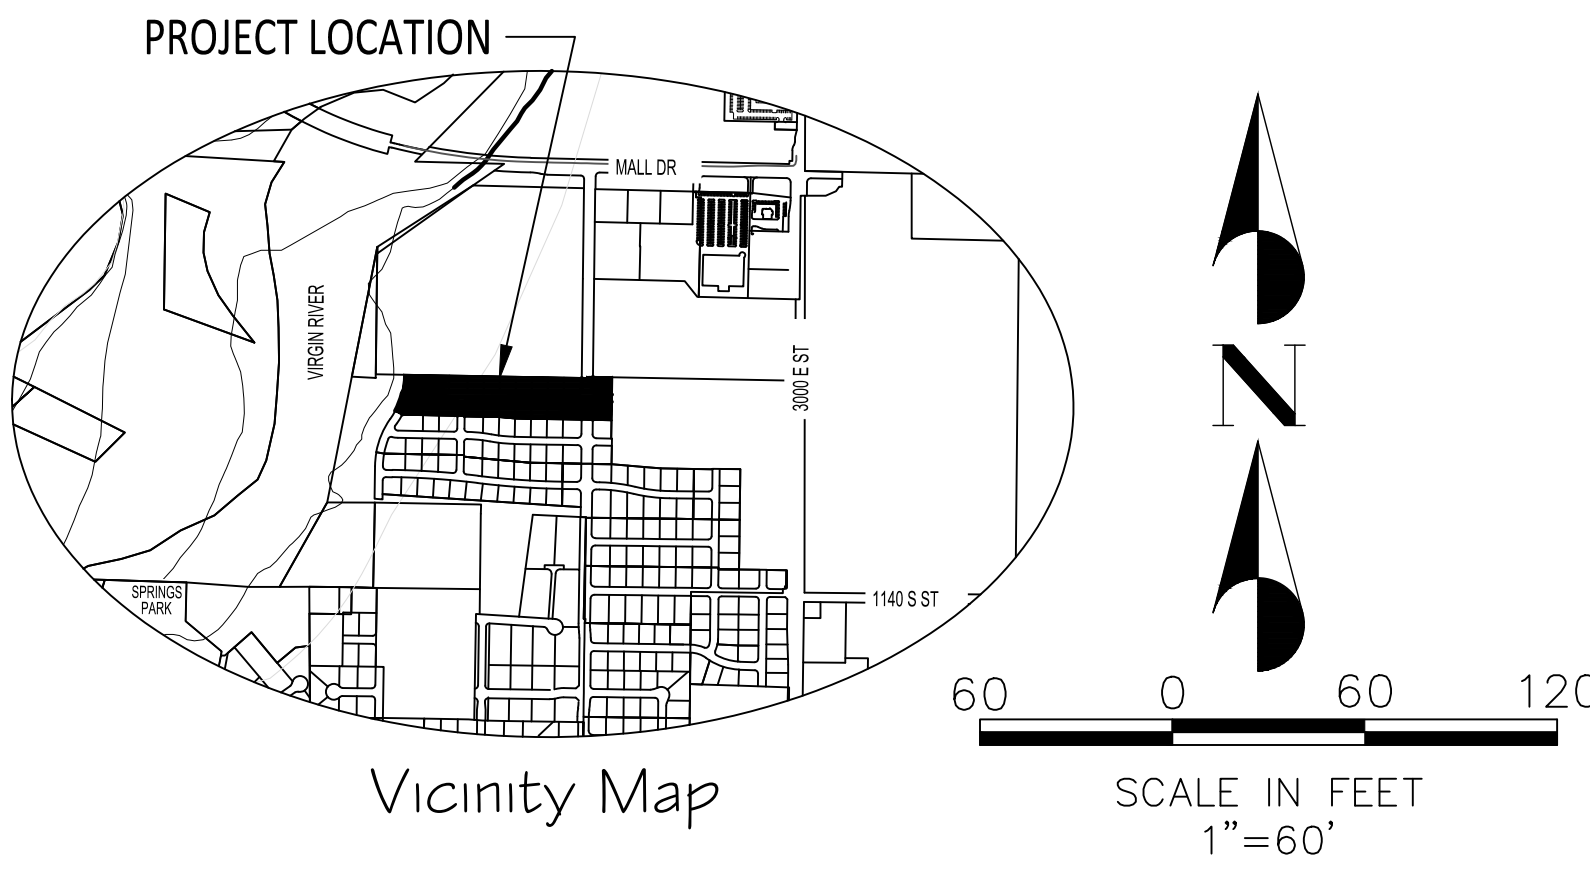 PROJECT LOCATION
MALL DR
VIRGIN RIVER
3000 E ST
1140 S ST
SPRINGS
PARK
N
60 0 60 120
Vicinity Map
SCALE IN FEET
1"=60'